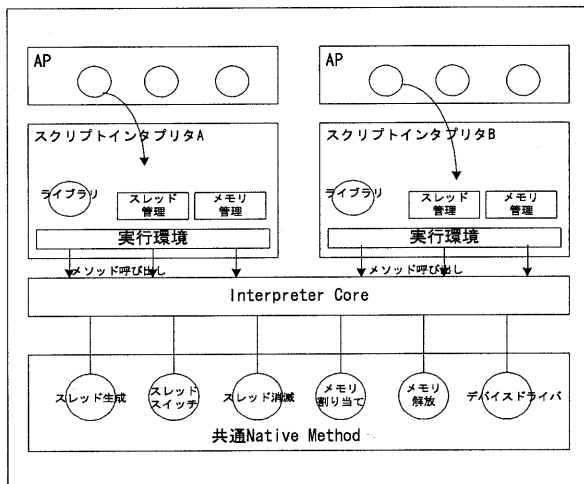 AP
AP
スクリプトインタプリタA
スクリプトインタプリタB
ライブラリ
スレッド
管理
メモリ
管理
ライブラリ
スレッド
管理
メモリ
管理
実行環境
実行環境
メソッド呼び出し
メソッド呼び出し
Interpreter Core
スレッド生成
スレッド
スイッチ
スレッド消滅
メモリ
割り当て
メモリ
解放
デバイスドライバ
共通Native Method